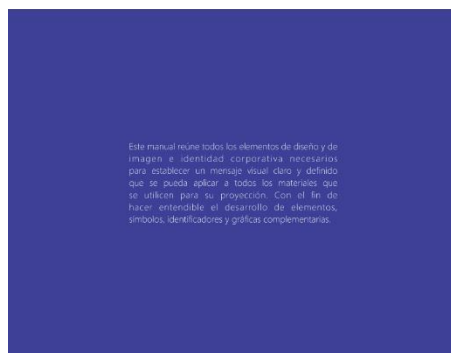 Este manual reúne todos los elementos de diseño y de
imagen e identidad corporativa necesarios
para establecer un mensaje visual claro y definido
que se pueda aplicar a todos los materiales que
se utilicen para su proyección. Con el fin de
hacer entendible el desarrollo de elementos,
símbolos, identificadores y gráficas complementarias.